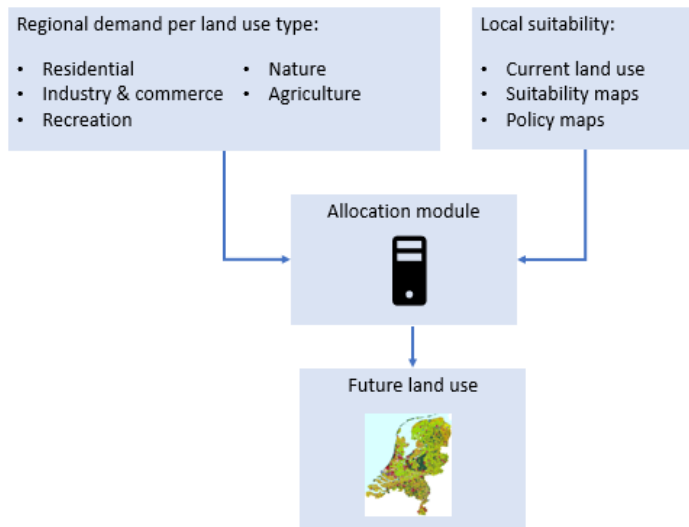 Regional demand per land use type:
• Residential
• Industry & commerce
• Recreation
• Nature
• Agriculture
Local suitability:
• Current land use
• Suitability maps
• Policy maps
Allocation module
Future land use